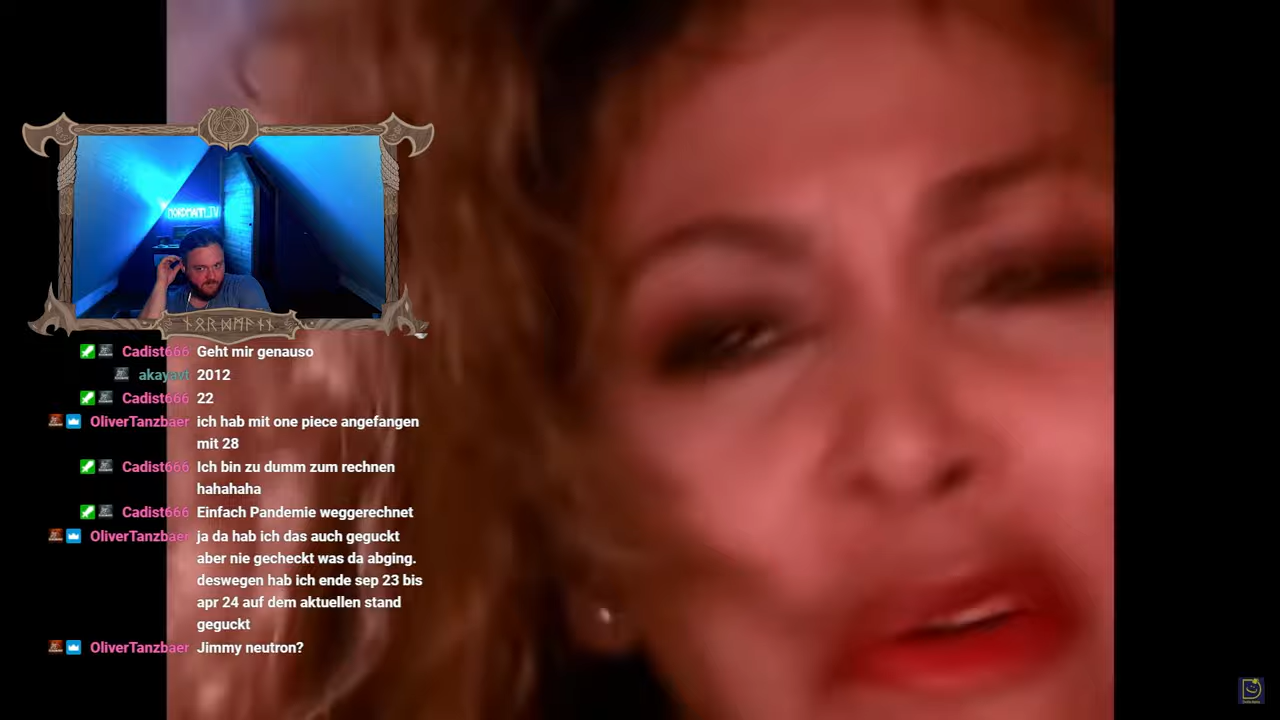 NORDMANN.TV
ᚾᛟᚱᛞᛗᚨᚾᚾ
Cadist666 Geht mir genauso
2012
Cadist666 22
OliverTanzbaer ich hab mit one piece angefangen
mit 28
Cadist666 Ich bin zu dumm zum rechnen
hahahaha
Cadist666 Einfach Pandemie weggerechnet
OliverTanzbaer ja da hab ich das auch geguckt
aber nie gecheckt was da abging.
deswegen hab ich ende sep 23 bis
apr 24 auf dem aktuellen stand
geguckt
OliverTanzbaer Jimmy neutron?